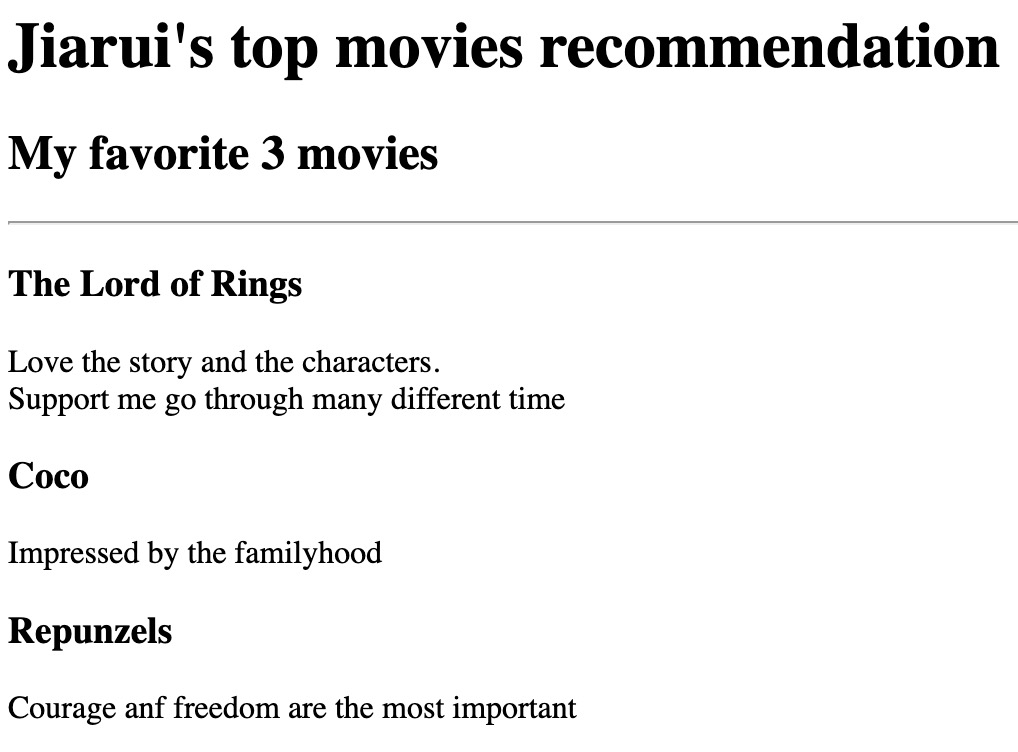 Jiarui's top movies recommendation
My favorite 3 movies
The Lord of Rings
Love the story and the characters.
Support me go through many different time
Coco
Impressed by the familyhood
Repunzels
Courage anf freedom are the most important